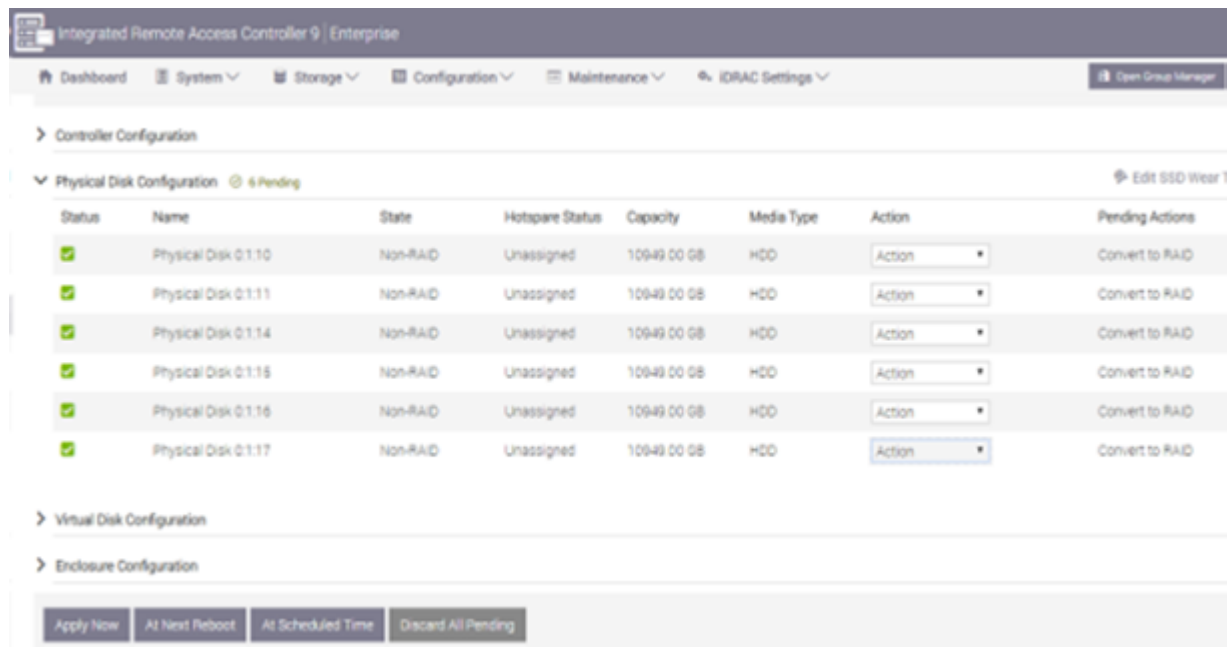 Integrated Remote Access Controller 9 | Enterprise
Dashboard System Storage Configuration Maintenance iDRAC Settings Open Group Manager
Controller Configuration
Physical Disk Configuration 6 Pending Edit SSD Wear T
Status Name State Hotspare Status Capacity Media Type Action Pending Actions
Physical Disk 0:1:10 Non-RAID Unassigned 10949.00 GB HDD Action Convert to RAID
Physical Disk 0:1:11 Non-RAID Unassigned 10949.00 GB HDD Action Convert to RAID
Physical Disk 0:1:14 Non-RAID Unassigned 10949.00 GB HDD Action Convert to RAID
Physical Disk 0:1:15 Non-RAID Unassigned 10949.00 GB HDD Action Convert to RAID
Physical Disk 0:1:16 Non-RAID Unassigned 10949.00 GB HDD Action Convert to RAID
Physical Disk 0:1:17 Non-RAID Unassigned 10949.00 GB HDD Action Convert to RAID
Virtual Disk Configuration
Enclosure Configuration
Apply Now At Next Reboot At Scheduled Time Discard All Pending